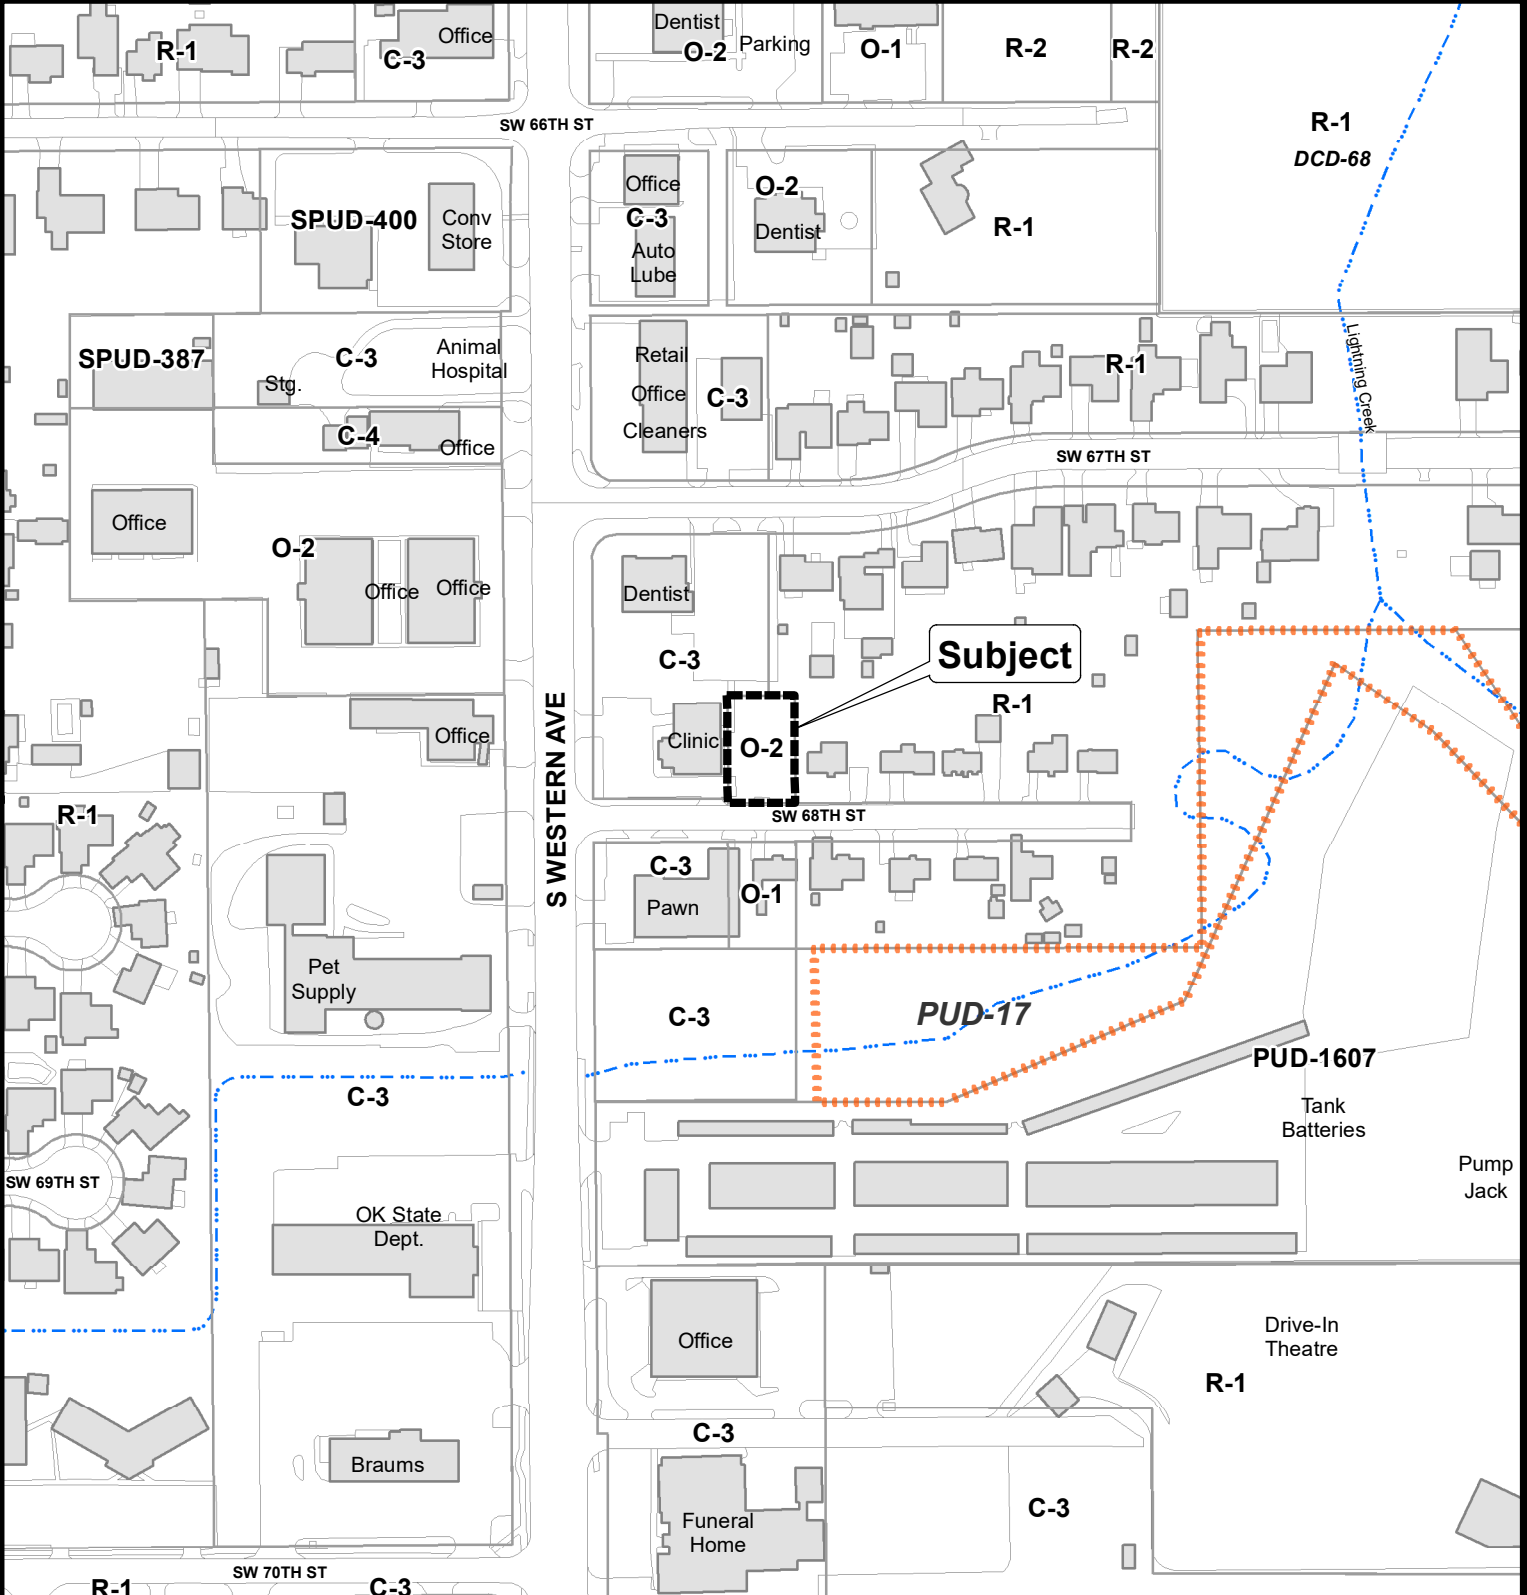 Dentist
Office
R-1
C-3
O-2
Parking
O-1
R-2
R-2
SW 66TH ST
R-1
DCD-68
Office
O-2
SPUD-400
Conv
Store
C-3
Dentist
R-1
Auto
Lube
Lightning Creek
SPUD-387
C-3
Animal
Hospital
Stg.
Retail
Office
C-3
Cleaners
R-1
C-4
Office
SW 67TH ST
Office
O-2
Office
Office
Dentist
C-3
Subject
R-1
S WESTERN AVE
Office
Clinic
O-2
R-1
SW 68TH ST
C-3
O-1
Pawn
Pet
Supply
C-3
PUD-17
PUD-1607
C-3
Tank
Batteries
Pump
Jack
SW 69TH ST
OK State
Dept.
Office
Drive-In
Theatre
R-1
C-3
Braums
Funeral
Home
C-3
SW 70TH ST
R-1
C-3